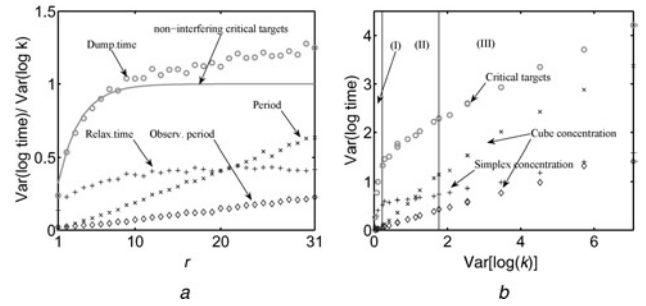 Var(log time)/ Var(log k)
1.5
1
0.5
0
1
10
20
31
r
non-interfering critical targets
Dump.time
Period
Relax.time
Observ. period
a
Var(log time)
4
3
2
1
0
0
2
4
6
Var[log(k)]
(I)
(II)
(III)
Critical targets
Cube concentration
Simplex concentration
b